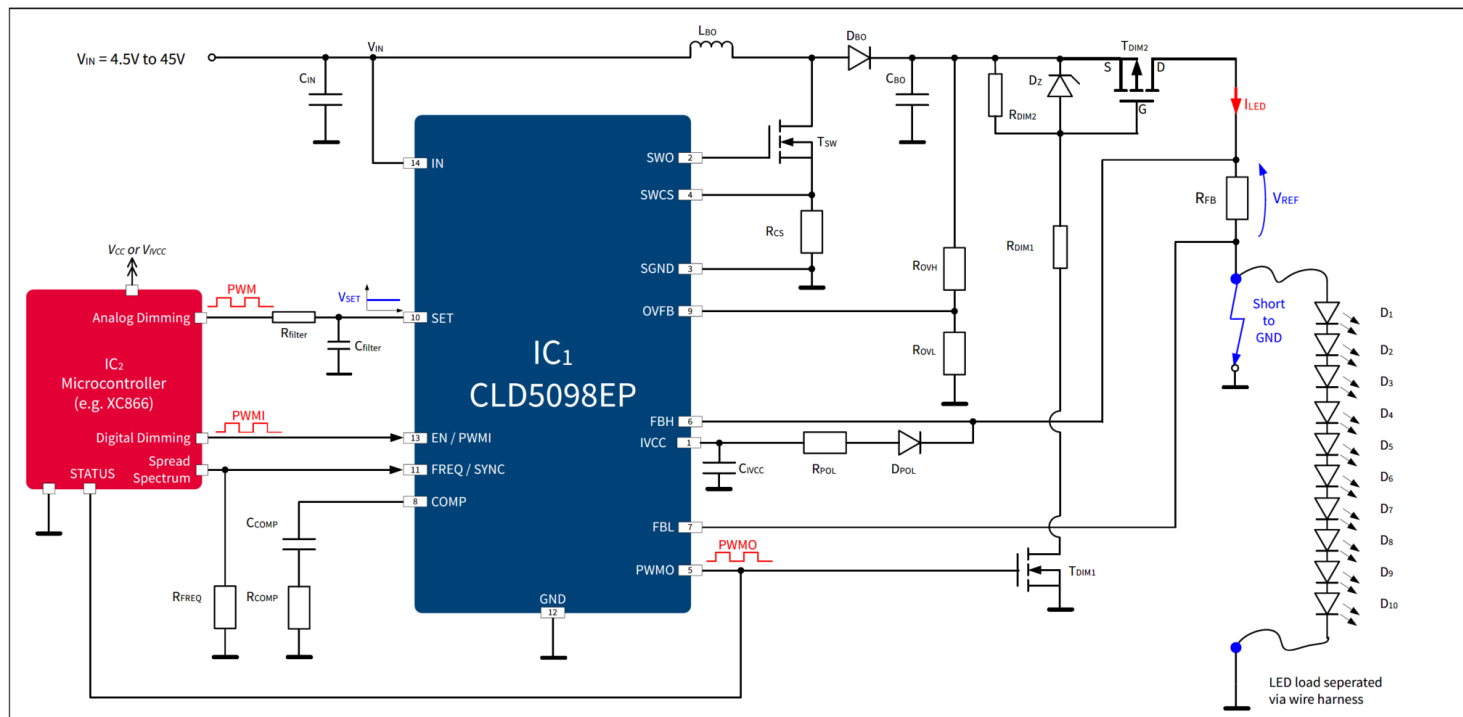 LBO
DBO
TDIM2
VIN = 4.5V to 45V
VIN
CIN
CBO
DZ
S
D
G
RDIM2
ILED
TSW
SWO
2
14
IN
SWCS
4
RCS
RFB
VREF
RDIM1
VCC or VIVCC
SGND
3
ROVH
PWM
VSET
Analog Dimming
Rfilter
Cfilter
10
SET
OVFB
9
ROVL
Short
to
GND
IC1
CLD5098EP
IC2
Microcontroller
(e.g. XC866)
D1
D2
D3
D4
D5
D6
D7
D8
D9
D10
PWMI
Digital Dimming
13
EN / PWMI
FBH
6
IVCC
1
Spread
Spectrum
STATUS
11
FREQ / SYNC
CIVCC
RPOL
DPOL
8
COMP
CCOMP
FBL
7
PWMO
PWMO
5
TDIM1
RFREQ
RCOMP
GND
12
LED load seperated
via wire harness